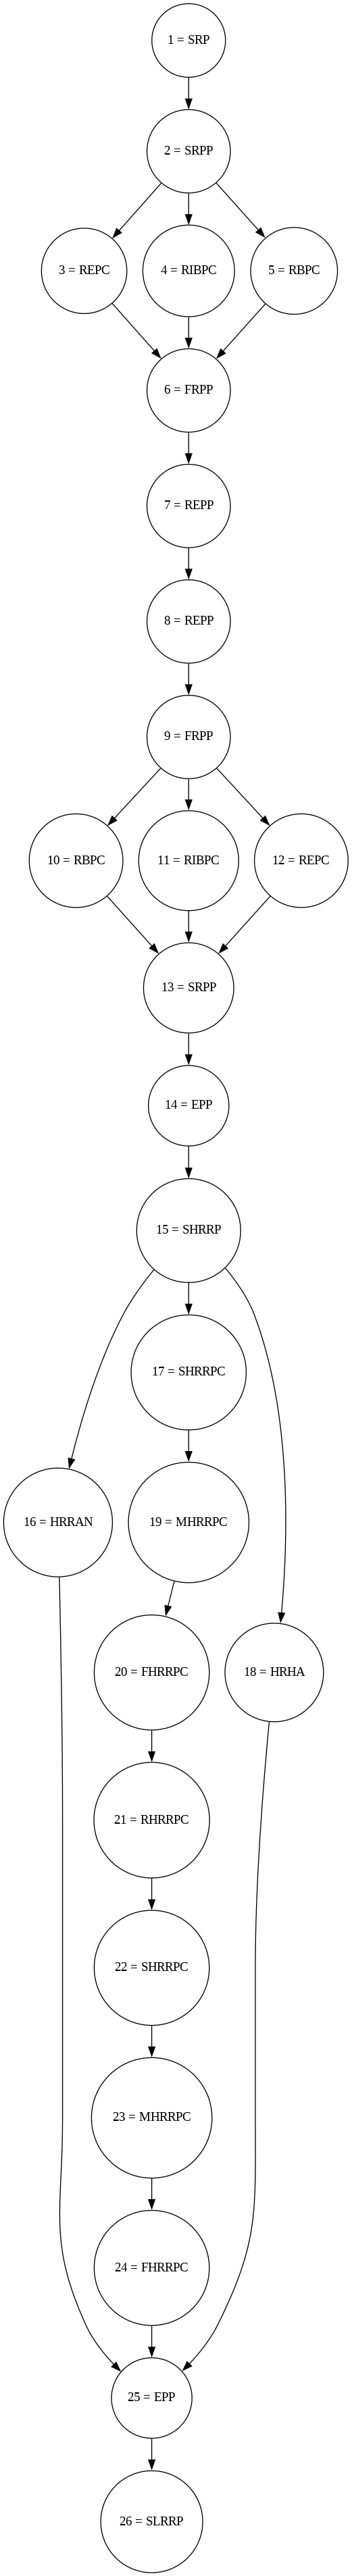 1 = SRP
2 = SRPP
3 = REPC
4 = RIBPC
5 = RBPC
6 = FRPP
7 = REPP
8 = REPP
9 = FRPP
10 = RBPC
11 = RIBPC
12 = REPC
13 = SRPP
14 = EPP
15 = SHRRP
17 = SHRRPC
16 = HRRAN
19 = MHRRPC
20 = FHRRPC
18 = HRHA
21 = RHRRPC
22 = SHRRPC
23 = MHRRPC
24 = FHRRPC
25 = EPP
26 = SLRRP